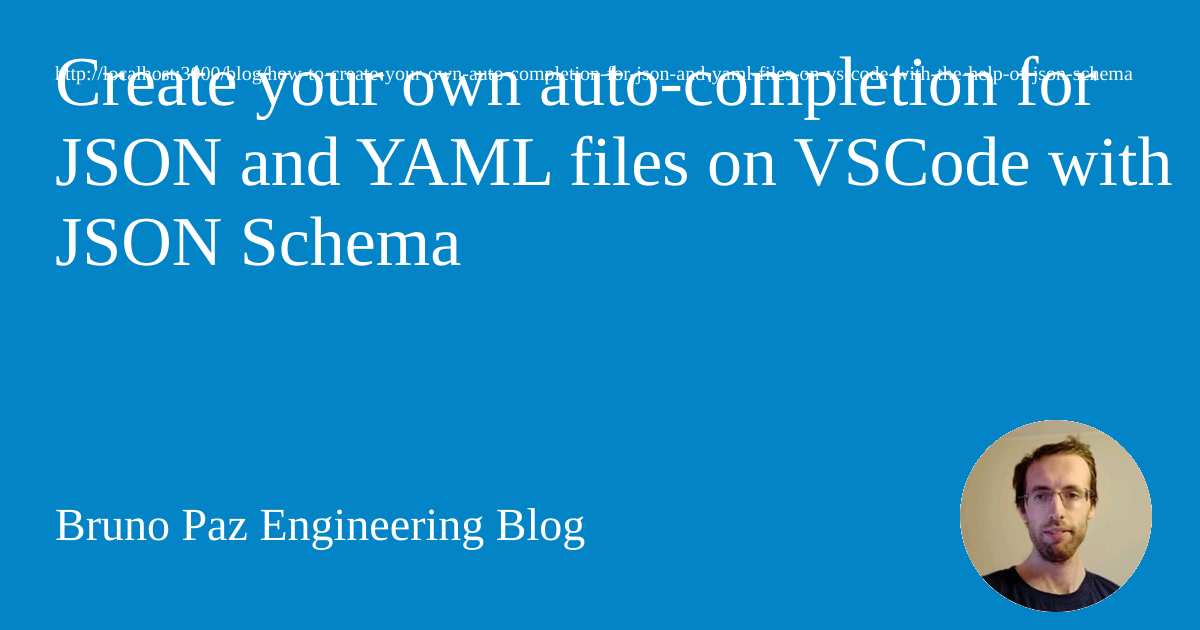 http://localhost:3000/blog/how-to-create-your-own-auto-completion-for-json-and-yaml-files-on-vs-code-with-the-help-of-json-schema
Create your own auto-completion for
JSON and YAML files on VSCode with
JSON Schema
Bruno Paz Engineering Blog